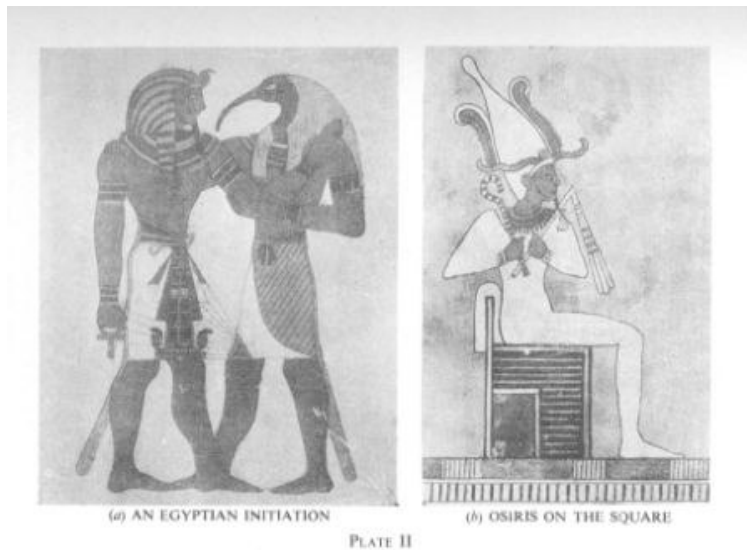 (a) AN EGYPTIAN INITIATION
(b) OSIRIS ON THE SQUARE
PLATE II